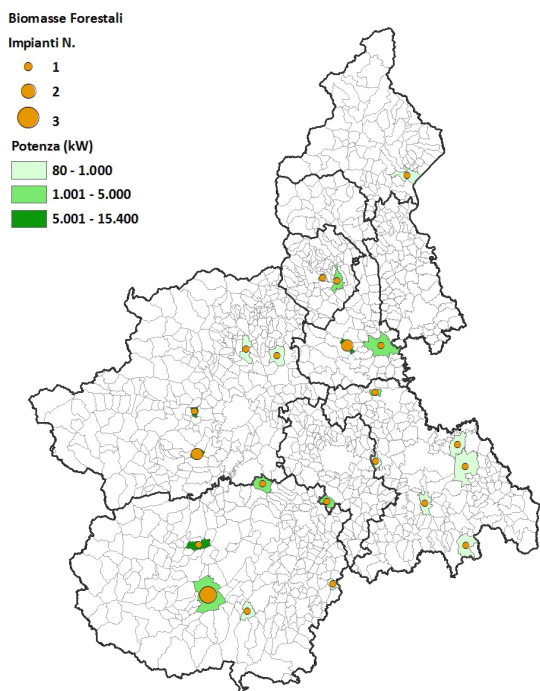 Biomasse Forestali
Impianti N.
1
2
3
Potenza (kW)
80 - 1.000
1.001 - 5.000
5.001 - 15.400